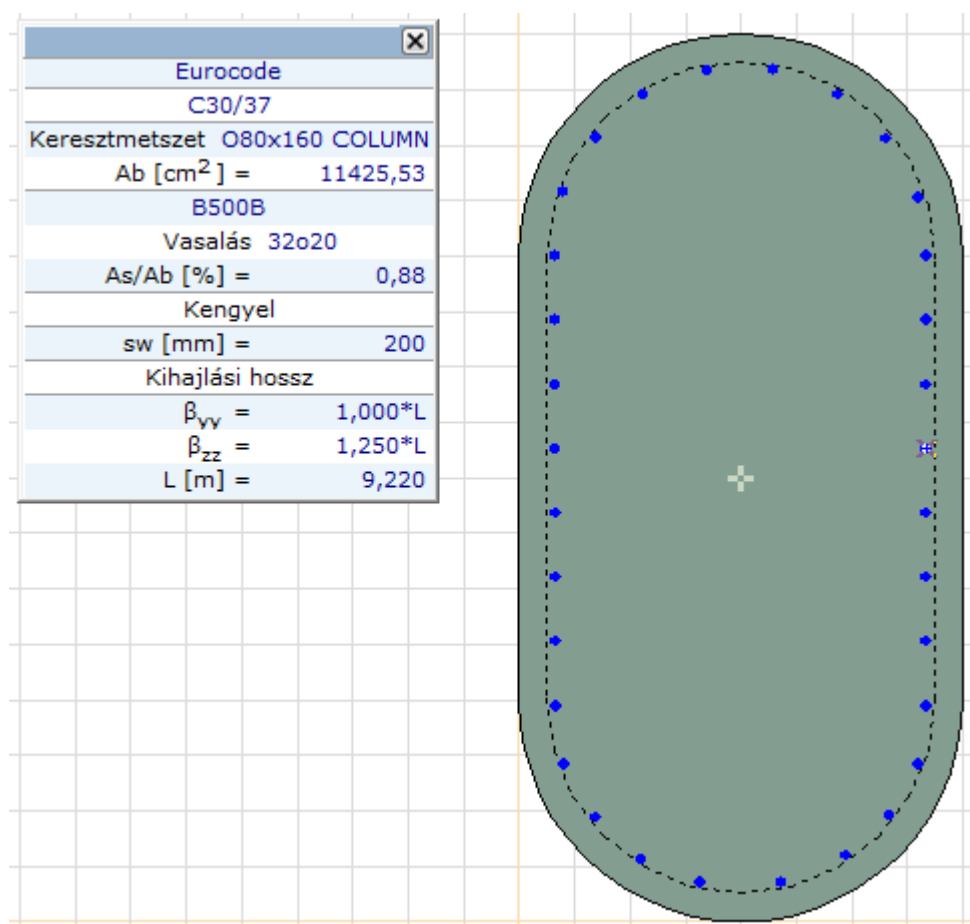 Eurocode
C30/37
Keresztmetszet O80x160 COLUMN
Ab [cm²] = 11425,53
B500B
Vasalás 32o20
As/Ab [%] = 0,88
Kengyel
sw [mm] = 200
Kihajlási hossz
βyy = 1,000*L
βzz = 1,250*L
L [m] = 9,220